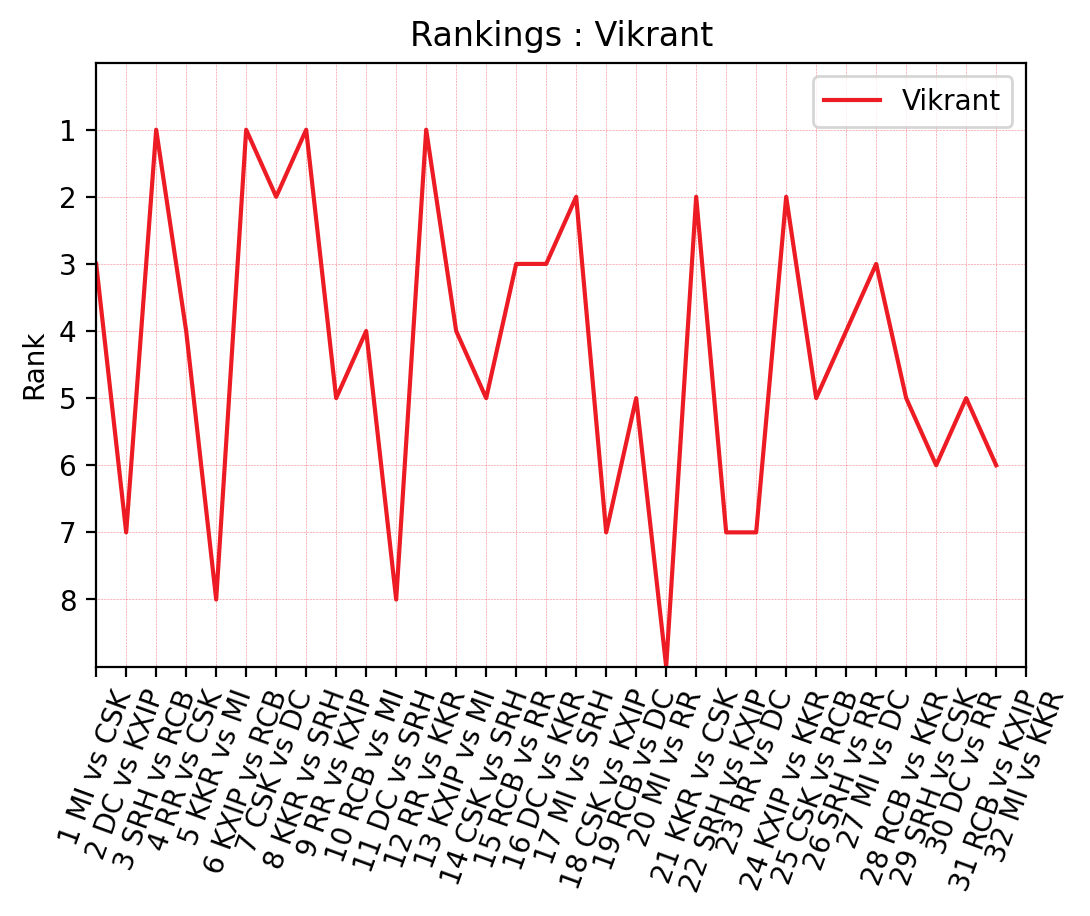 Rankings : Vikrant
Vikrant
Rank
1
2
3
4
5
6
7
8
1 MI vs CSK
2 DC vs KXIP
3 SRH vs RCB
4 RR vs CSK
5 KKR vs MI
6 KXIP vs RCB
7 CSK vs DC
8 KKR vs SRH
9 RR vs KXIP
10 RCB vs MI
11 DC vs SRH
12 RR vs KKR
13 KXIP vs MI
14 CSK vs SRH
15 RCB vs RR
16 DC vs KKR
17 MI vs SRH
18 CSK vs KXIP
19 RCB vs DC
20 MI vs RR
21 KKR vs CSK
22 SRH vs KXIP
23 RR vs DC
24 KXIP vs KKR
25 CSK vs RCB
26 SRH vs RR
27 MI vs DC
28 RCB vs KKR
29 SRH vs CSK
30 DC vs RR
31 RCB vs KXIP
32 MI vs KKR